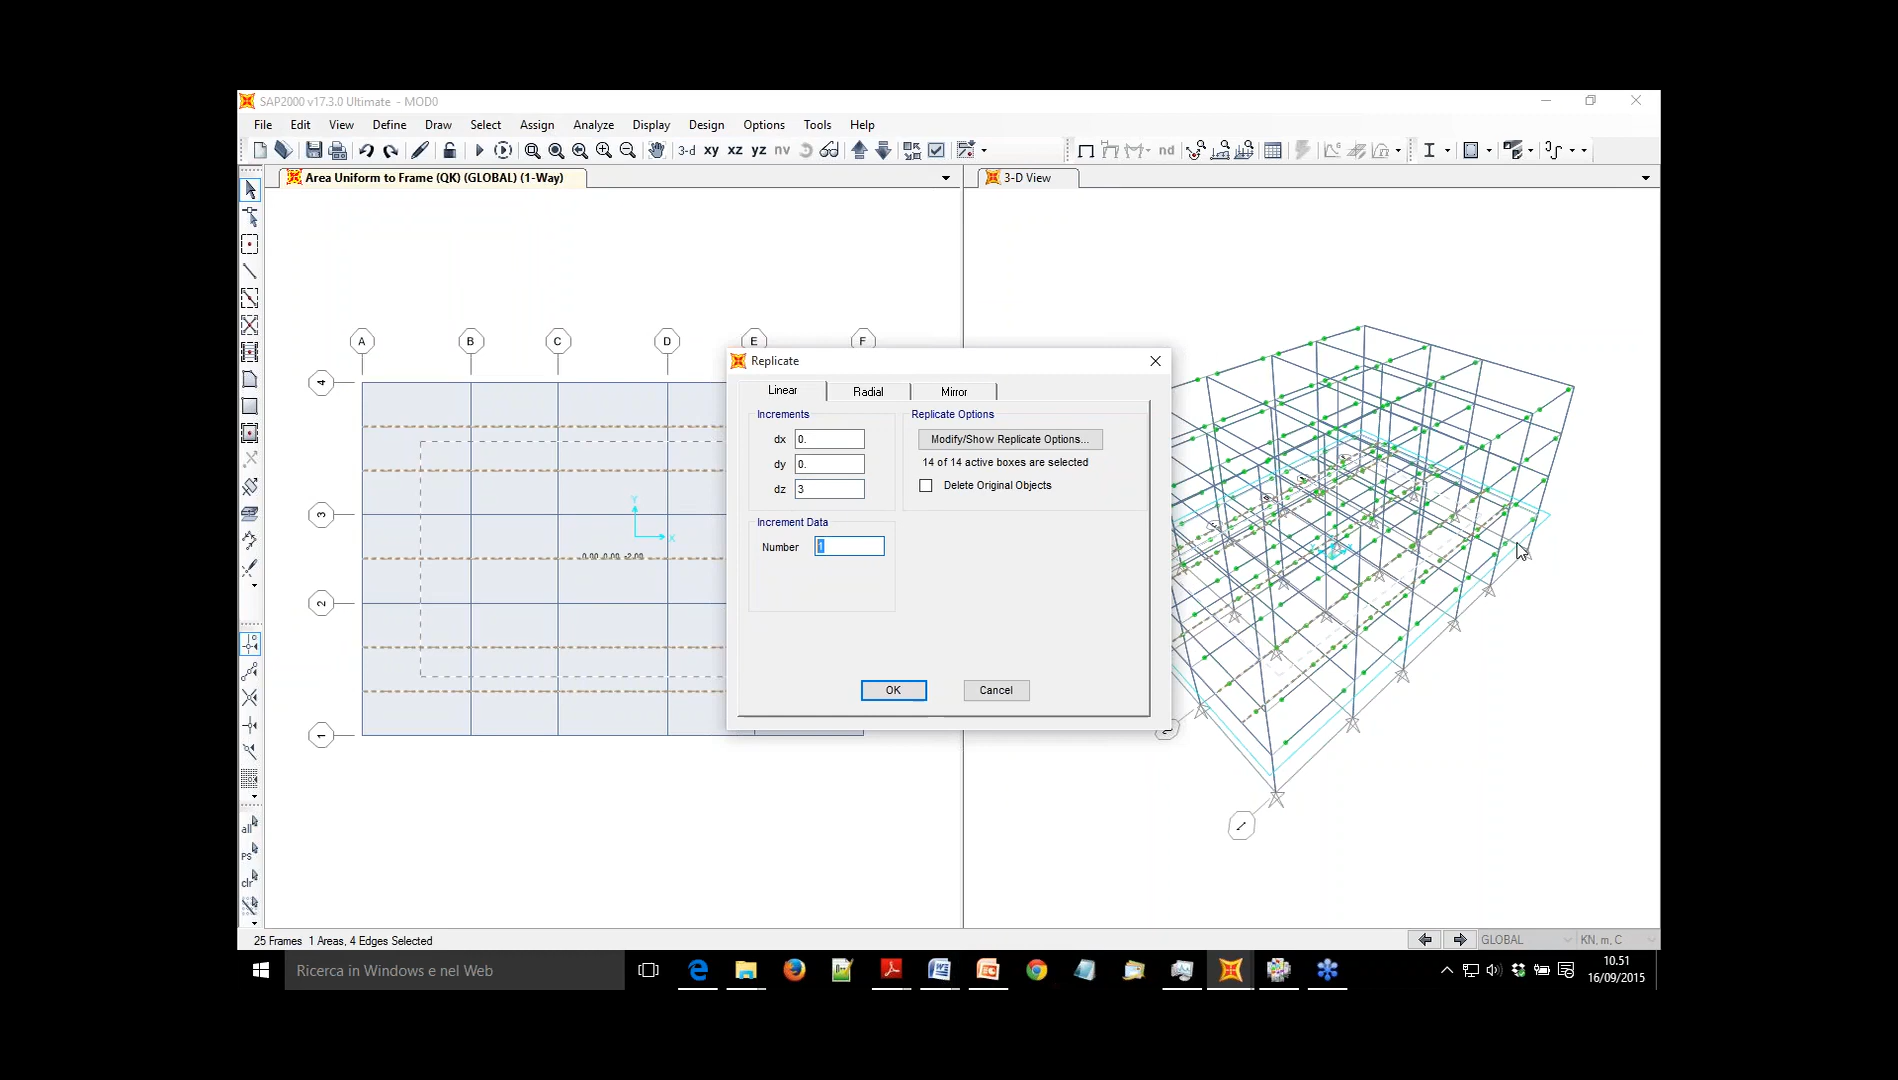 SAP2000 v17.3.0 Ultimate - MOD0
File Edit View Define Draw Select Assign Analyze Display Design Options Tools Help
3-d xy xz yz nv nd
Area Uniform to Frame (QK) (GLOBAL) (1-Way)
3-D View
A B C D E F
4
3
2
1
Y
X
Replicate
Linear Radial Mirror
Increments
dx 0.
dy 0.
dz 3
Replicate Options
Modify/Show Replicate Options...
14 of 14 active boxes are selected
Delete Original Objects
Increment Data
Number 1
OK Cancel
all
PS
clr
25 Frames 1 Areas, 4 Edges Selected
GLOBAL KN, m, C
Ricerca in Windows e nel Web
10.51
16/09/2015